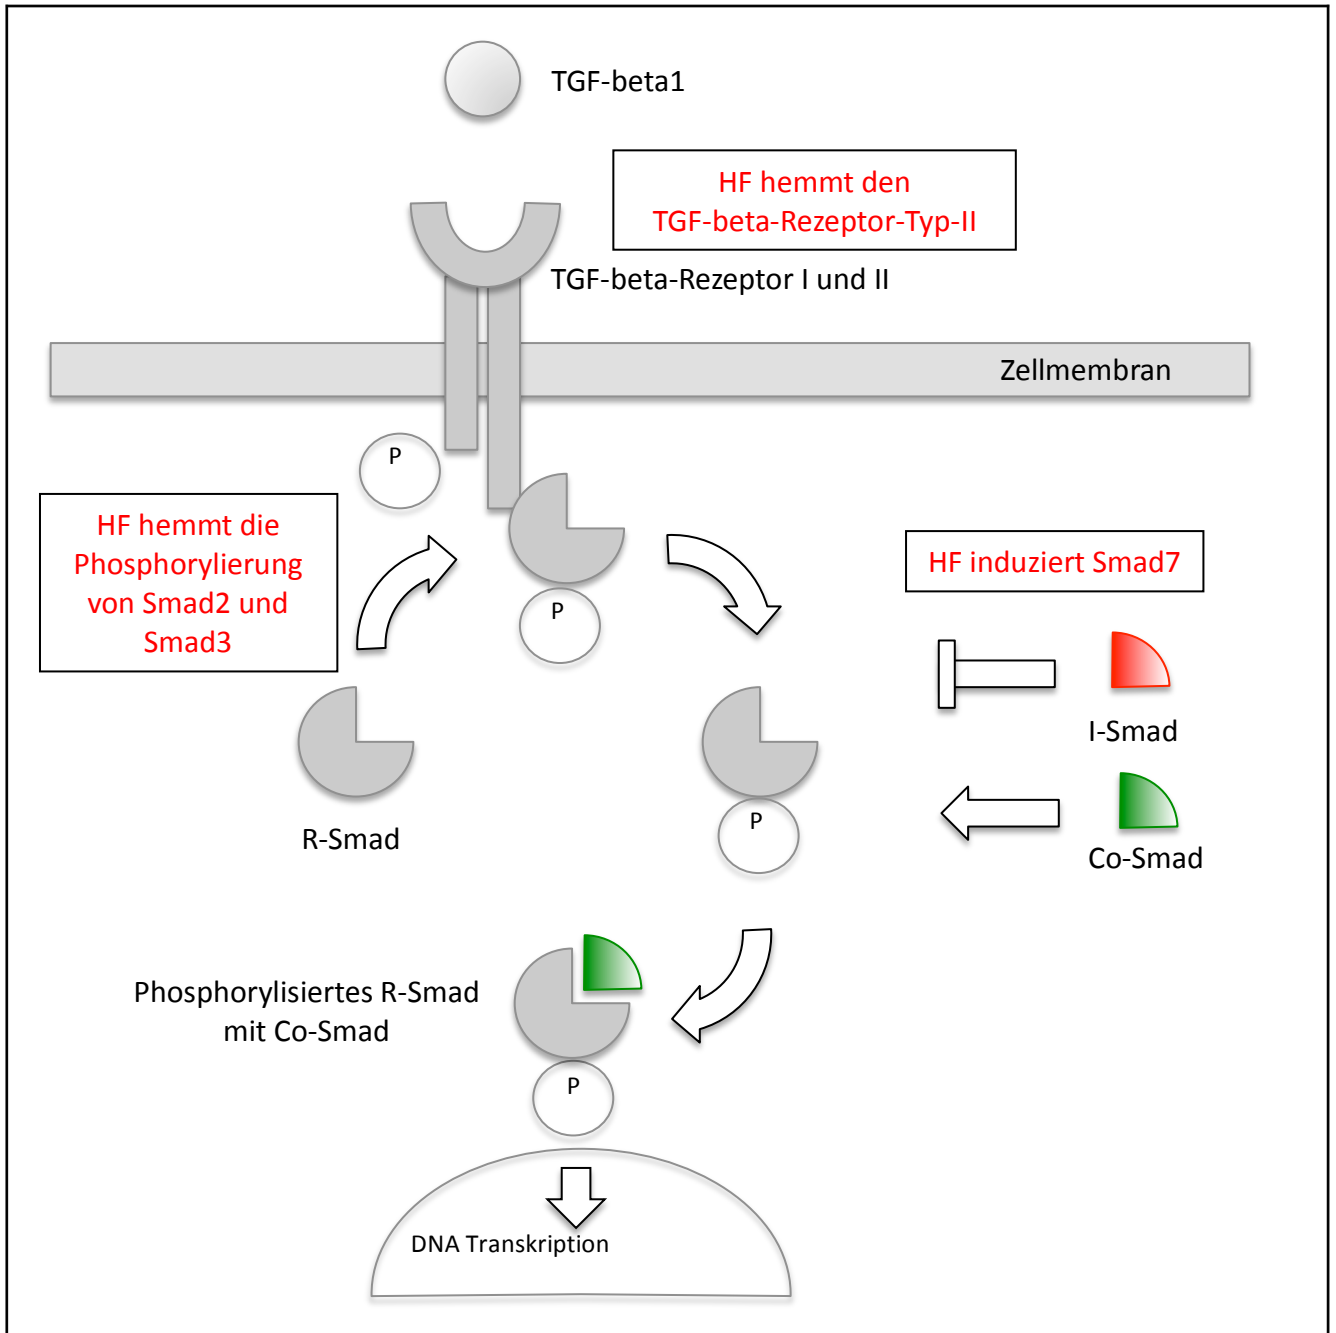 TGF-beta1
HF hemmt den
TGF-beta-Rezeptor-Typ-II
TGF-beta-Rezeptor I und II
Zellmembran
P
HF hemmt die
Phosphorylierung
von Smad2 und
Smad3
P
HF induziert Smad7
I-Smad
R-Smad
P
Co-Smad
Phosphorylisiertes R-Smad
mit Co-Smad
P
DNA Transkription